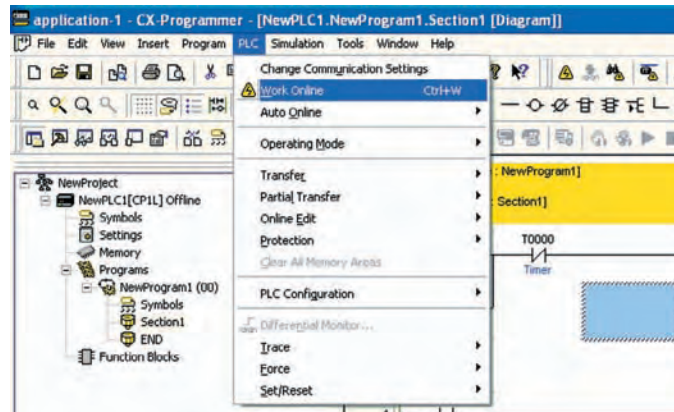 application-1 - CX-Programmer - [NewPLC1.NewProgram1.Section1 [Diagram]]
File Edit View Insert Program PLC Simulation Tools Window Help
Change Communication Settings
Work Online Ctrl+W
Auto Online
Operating Mode
Transfer
Partial Transfer
Online Edit
Protection
Clear All Memory Areas
PLC Configuration
Differential Monitor...
Trace
Force
Set/Reset
NewProject
NewPLC1[CP1L] Offline
Symbols
Settings
Memory
Programs
NewProgram1 (00)
Symbols
Section1
END
Function Blocks
: NewProgram1]
: Section1]
T0000
Timer